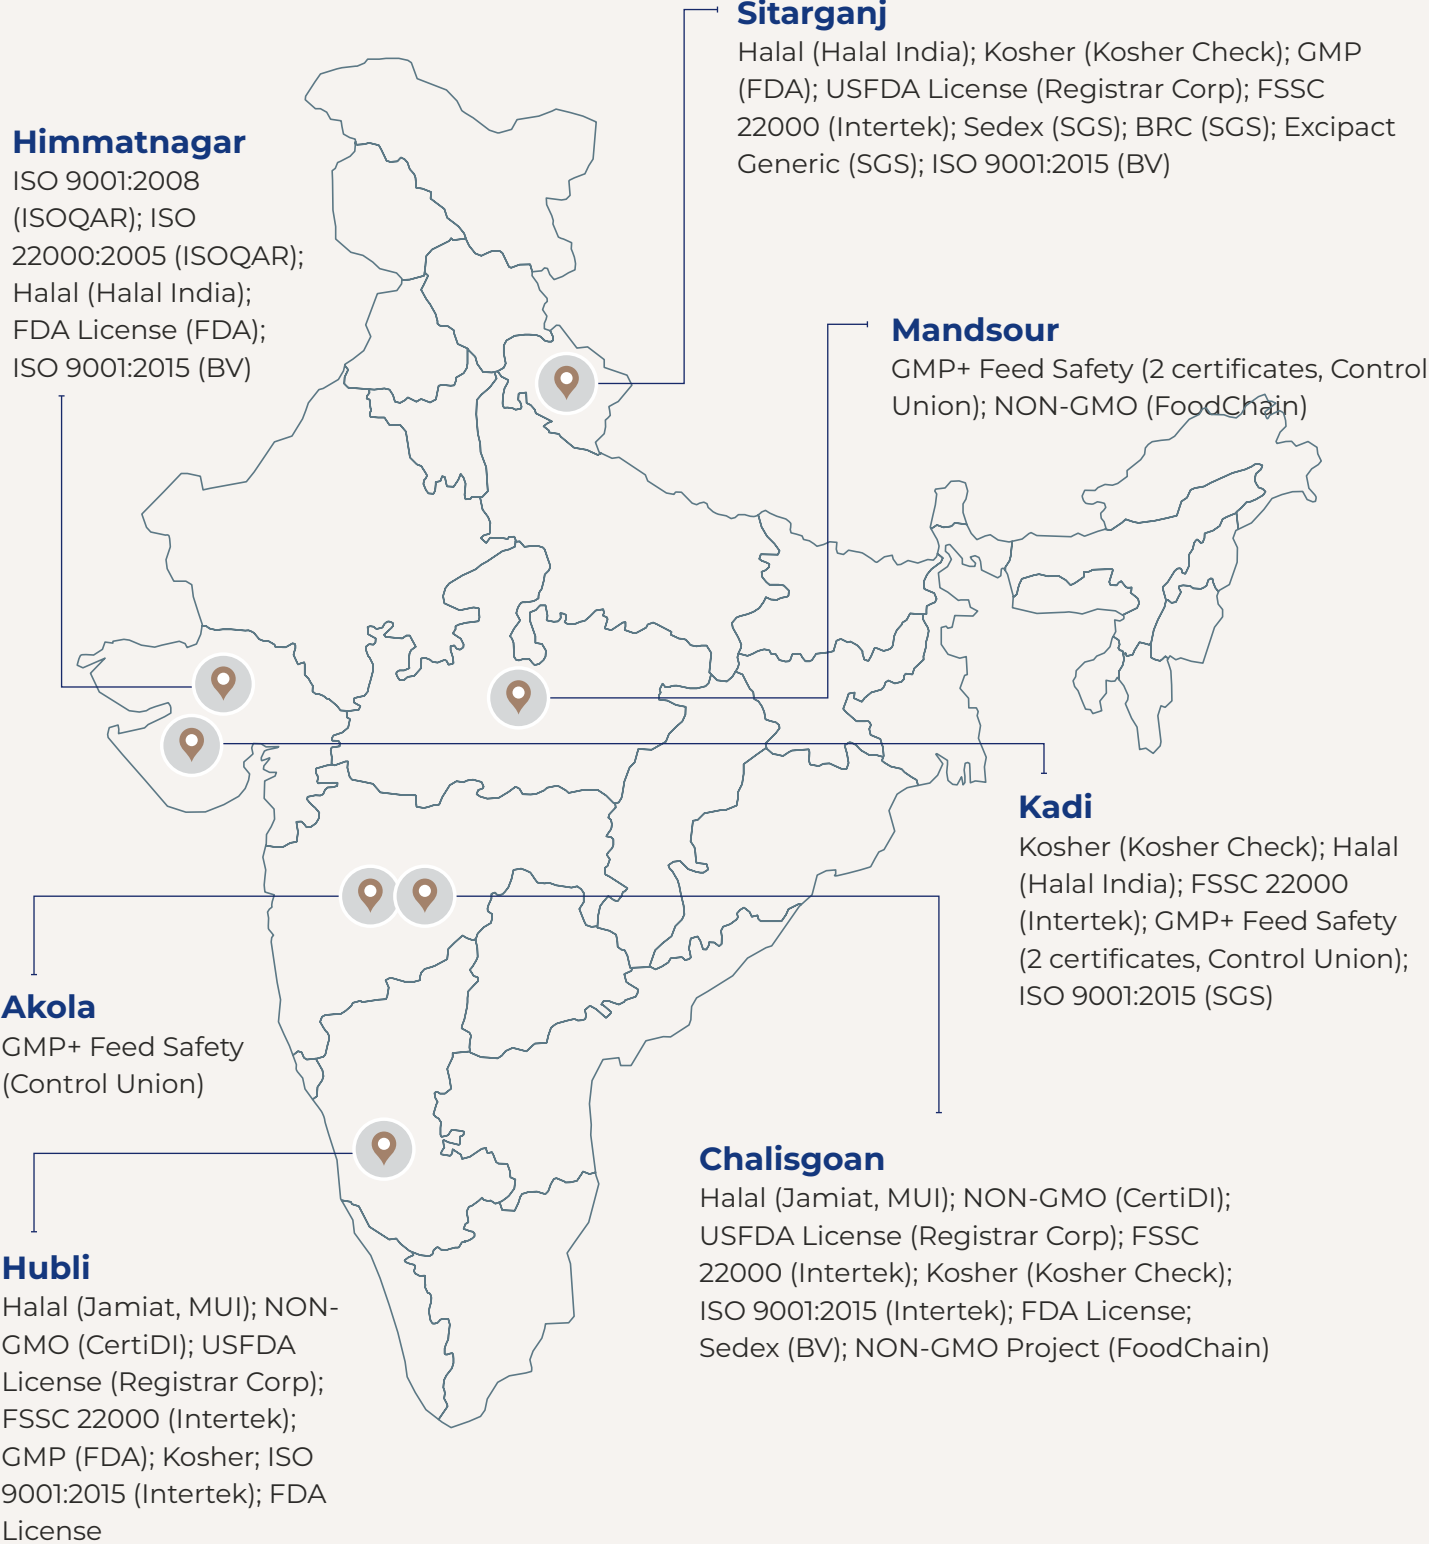 Sitarganj
Halal (Halal India); Kosher (Kosher Check); GMP
(FDA); USFDA License (Registrar Corp); FSSC
22000 (Intertek); Sedex (SGS); BRC (SGS); Excipact
Generic (SGS); ISO 9001:2015 (BV)
Himmatnagar
ISO 9001:2008
(ISOQAR); ISO
22000:2005 (ISOQAR);
Halal (Halal India);
FDA License (FDA);
ISO 9001:2015 (BV)
Mandsour
GMP+ Feed Safety (2 certificates, Control
Union); NON-GMO (FoodChain)
Kadi
Kosher (Kosher Check); Halal
(Halal India); FSSC 22000
(Intertek); GMP+ Feed Safety
(2 certificates, Control Union);
ISO 9001:2015 (SGS)
Akola
GMP+ Feed Safety
(Control Union)
Chalisgoan
Halal (Jamiat, MUI); NON-GMO (CertiDI);
USFDA License (Registrar Corp); FSSC
22000 (Intertek); Kosher (Kosher Check);
ISO 9001:2015 (Intertek); FDA License;
Sedex (BV); NON-GMO Project (FoodChain)
Hubli
Halal (Jamiat, MUI); NON-
GMO (CertiDI); USFDA
License (Registrar Corp);
FSSC 22000 (Intertek);
GMP (FDA); Kosher; ISO
9001:2015 (Intertek); FDA
License